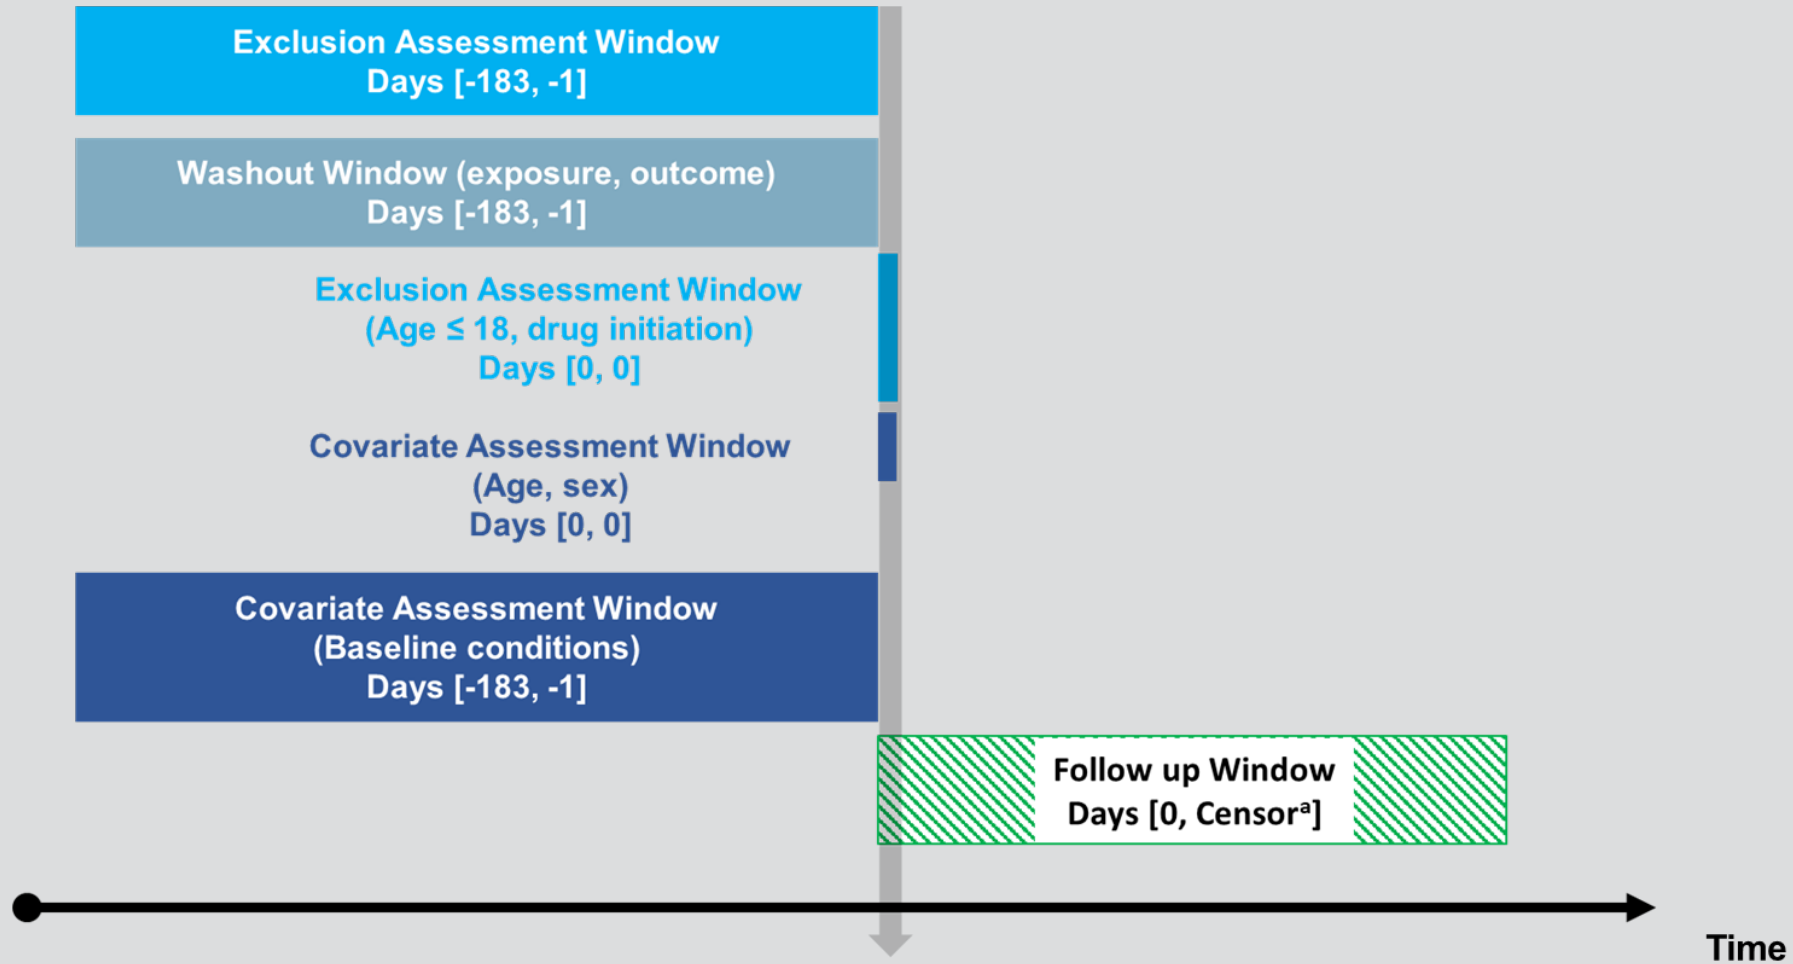 Exclusion Assessment Window
Days [-183, -1]
Washout Window (exposure, outcome)
Days [-183, -1]
Exclusion Assessment Window
(Age ≤ 18, drug initiation)
Days [0, 0]
Covariate Assessment Window
(Age, sex)
Days [0, 0]
Covariate Assessment Window
(Baseline conditions)
Days [-183, -1]
Follow up Window
Days [0, Censorᵃ]
Time